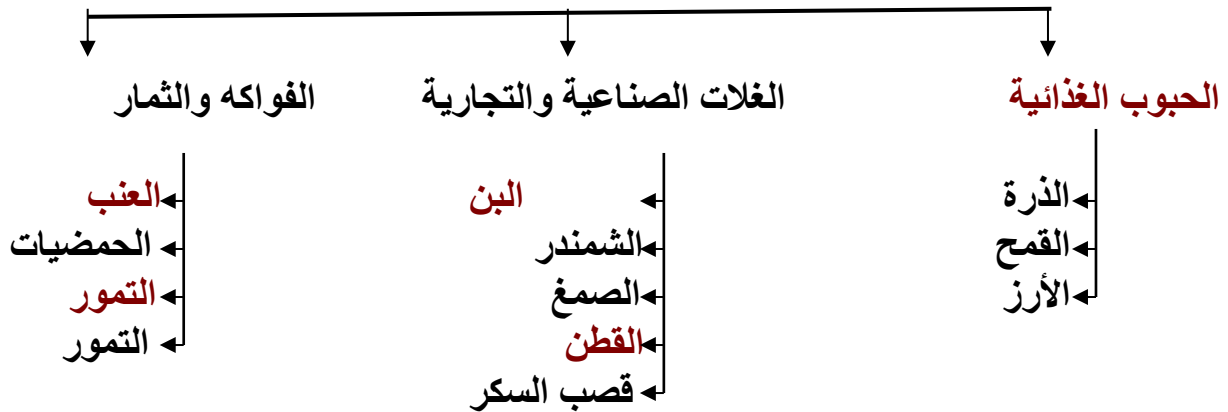 الحبوب الغذائية
الذرة
القمح
الأرز
الغلات الصناعية والتجارية
البن
الشمندر
الصمغ
القطن
قصب السكر
الفواكه والثمار
العنب
الحمضيات
التمور
التمور